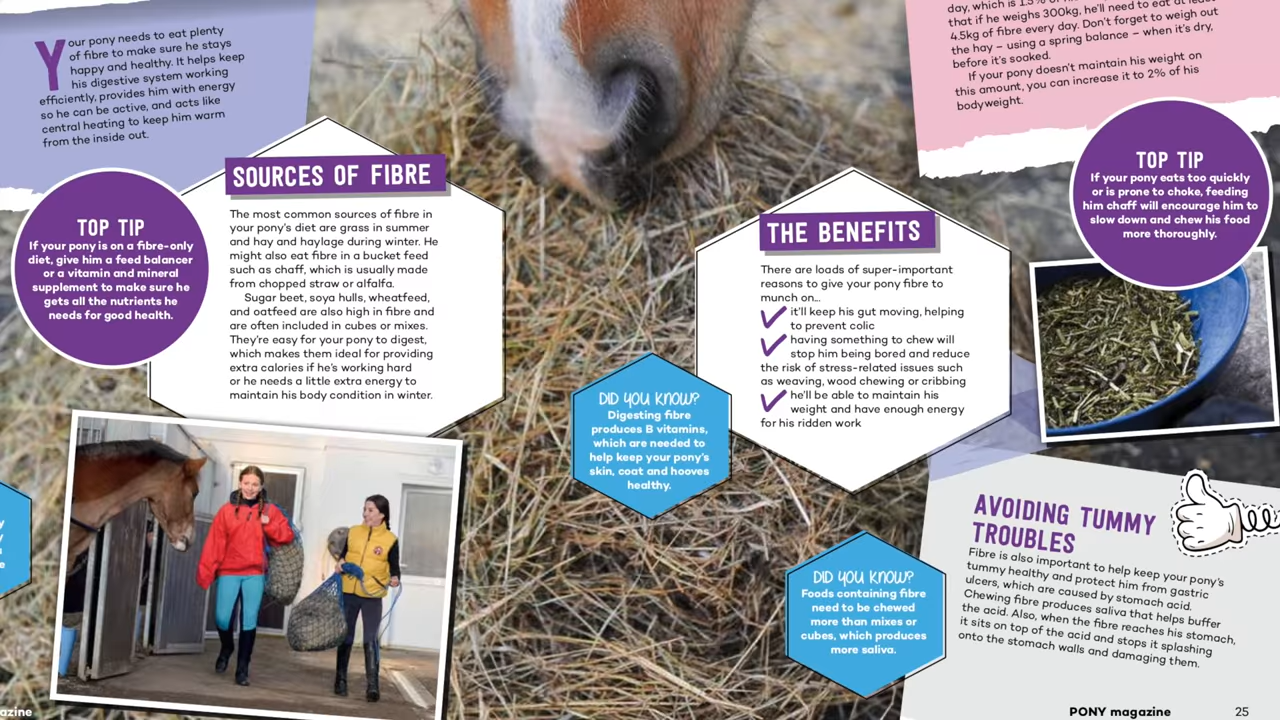 Your pony needs to eat plenty
of fibre to make sure he stays
happy and healthy. It helps keep
his digestive system working
efficiently, provides him with energy
so he can be active, and acts like
central heating to keep him warm
from the inside out.
TOP TIP
If your pony is on a fibre-only
diet, give him a feed balancer
or a vitamin and mineral
supplement to make sure he
gets all the nutrients he
needs for good health.
SOURCES OF FIBRE
The most common sources of fibre in
your pony's diet are grass in summer
and hay and haylage during winter. He
might also eat fibre in a bucket feed
such as chaff, which is usually made
from chopped straw or alfalfa.
Sugar beet, soya hulls, wheatfeed,
and oatfeed are also high in fibre and
are often included in cubes or mixes.
They're easy for your pony to digest,
which makes them ideal for providing
extra calories if he's working hard
or he needs a little extra energy to
maintain his body condition in winter.
DID YOU KNOW?
Digesting fibre
produces B vitamins,
which are needed to
help keep your pony's
skin, coat and hooves
healthy.
THE BENEFITS
There are loads of super-important
reasons to give your pony fibre to
munch on...
it'll keep his gut moving, helping
to prevent colic
having something to chew will
stop him being bored and reduce
the risk of stress-related issues such
as weaving, wood chewing or cribbing
he'll be able to maintain his
weight and have enough energy
for his ridden work
DID YOU KNOW?
Foods containing fibre
need to be chewed
more than mixes or
cubes, which produces
more saliva.
day, which is 1.5% of
that if he weighs 300kg, he'll need to eat at least
4.5kg of fibre every day. Don't forget to weigh out
the hay – using a spring balance – when it's dry,
before it's soaked.
If your pony doesn't maintain his weight on
this amount, you can increase it to 2% of his
bodyweight.
TOP TIP
If your pony eats too quickly
or is prone to choke, feeding
him chaff will encourage him to
slow down and chew his food
more thoroughly.
AVOIDING TUMMY
TROUBLES
Fibre is also important to help keep your pony's
tummy healthy and protect him from gastric
ulcers, which are caused by stomach acid.
Chewing fibre produces saliva that helps buffer
the acid. Also, when the fibre reaches his stomach,
it sits on top of the acid and stops it splashing
onto the stomach walls and damaging them.
azine
PONY magazine
25